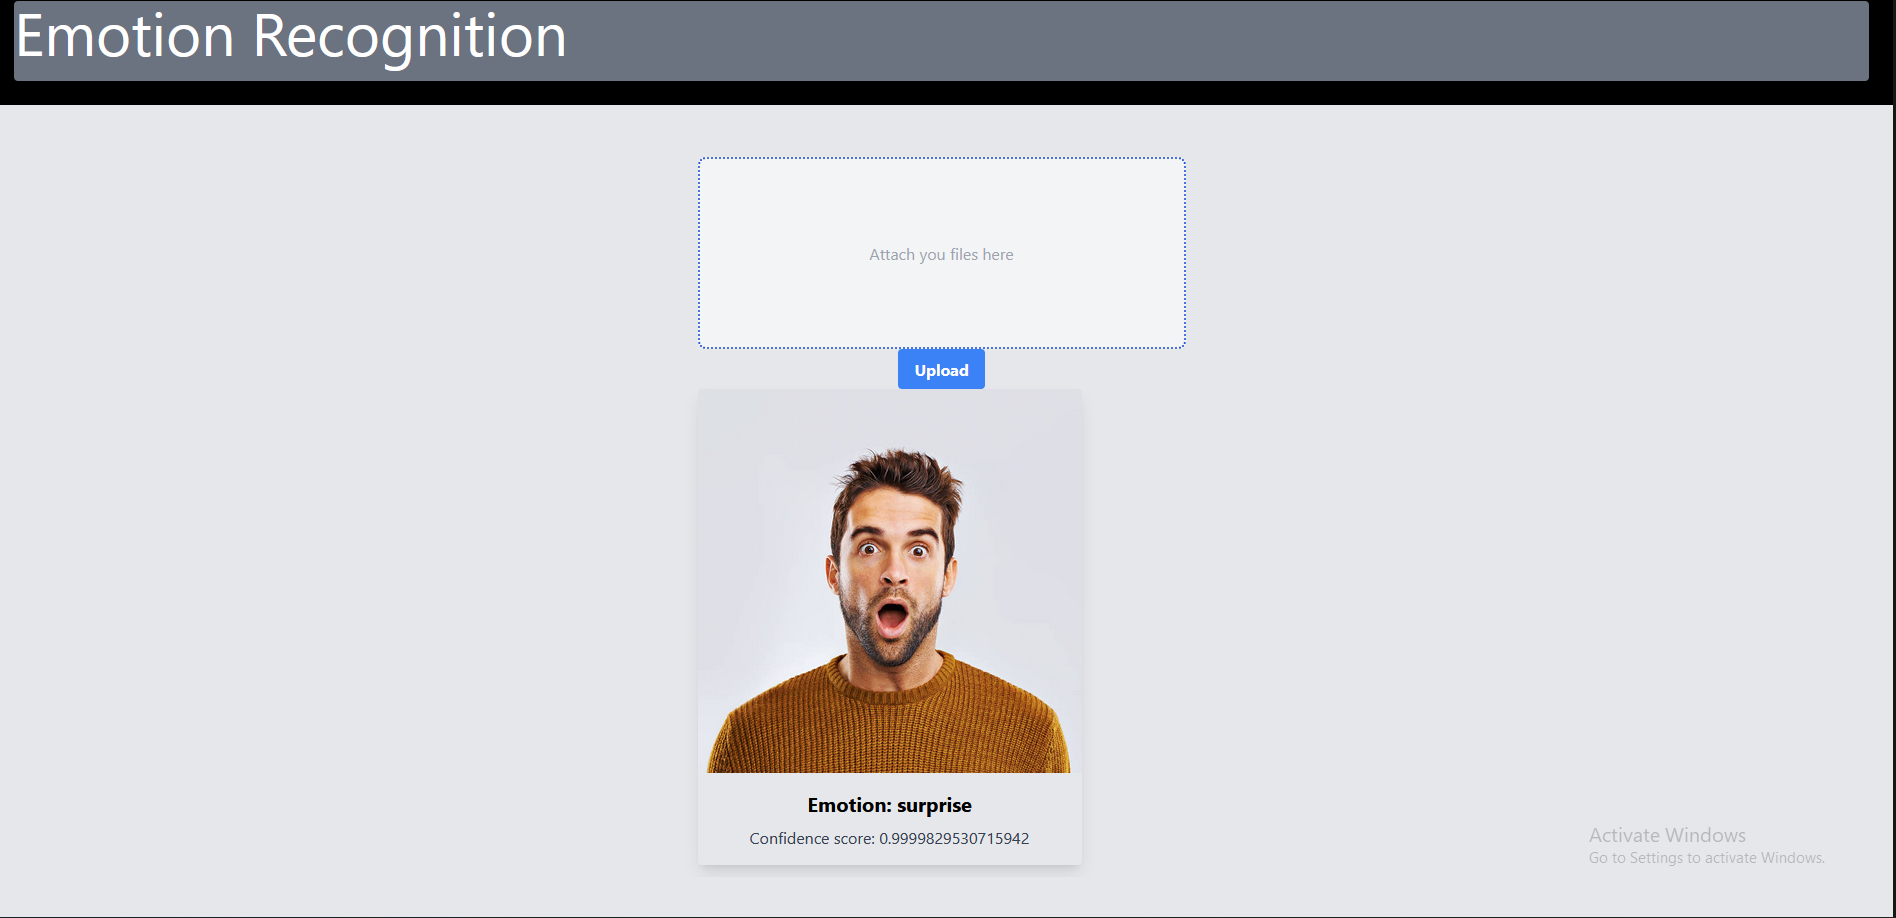 Emotion Recognition
Attach you files here
Upload
Emotion: surprise
Confidence score: 0.9999829530715942
Activate Windows
Go to Settings to activate Windows.